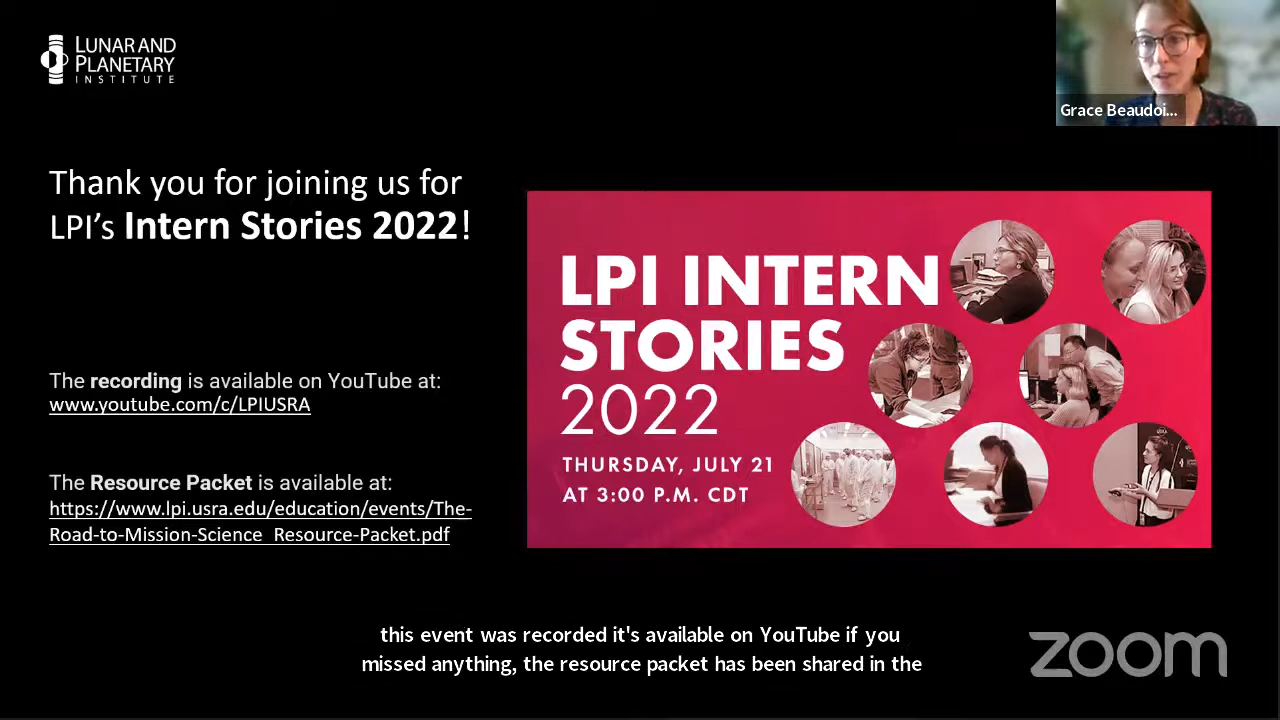 LUNAR AND
PLANETARY
INSTITUTE
Grace Beaudoi...
Thank you for joining us for
LPI’s Intern Stories 2022!
The recording is available on YouTube at:
www.youtube.com/c/LPIUSRA
The Resource Packet is available at:
https://www.lpi.usra.edu/education/events/The-
Road-to-Mission-Science_Resource-Packet.pdf
LPI INTERN
STORIES
2022
THURSDAY, JULY 21
AT 3:00 P.M. CDT
this event was recorded it's available on YouTube if you
missed anything, the resource packet has been shared in the
zoom